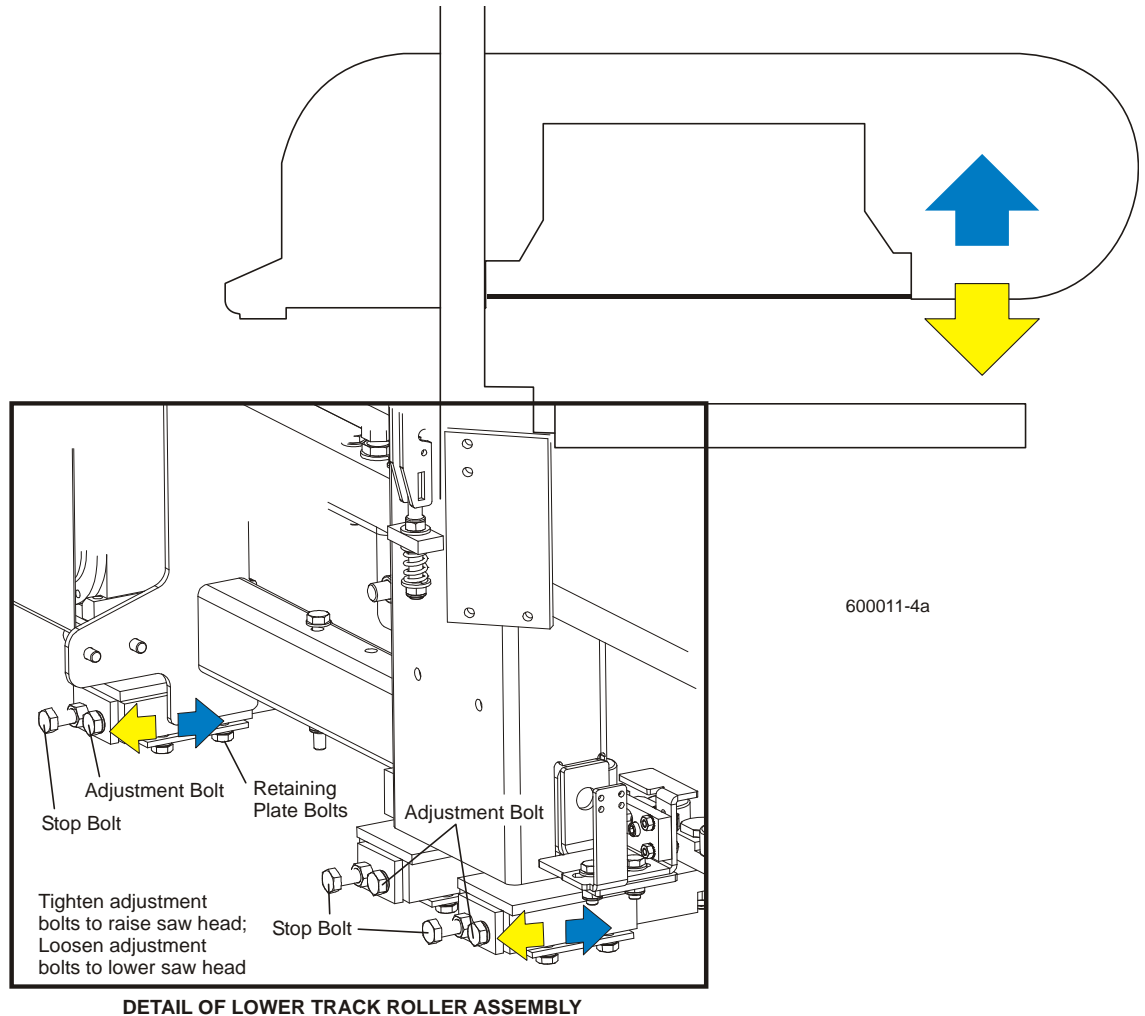 600011-4a
Adjustment Bolt
Stop Bolt
Retaining
Plate Bolts
Adjustment Bolt
Stop Bolt
Tighten adjustment
bolts to raise saw head;
Loosen adjustment
bolts to lower saw head
DETAIL OF LOWER TRACK ROLLER ASSEMBLY